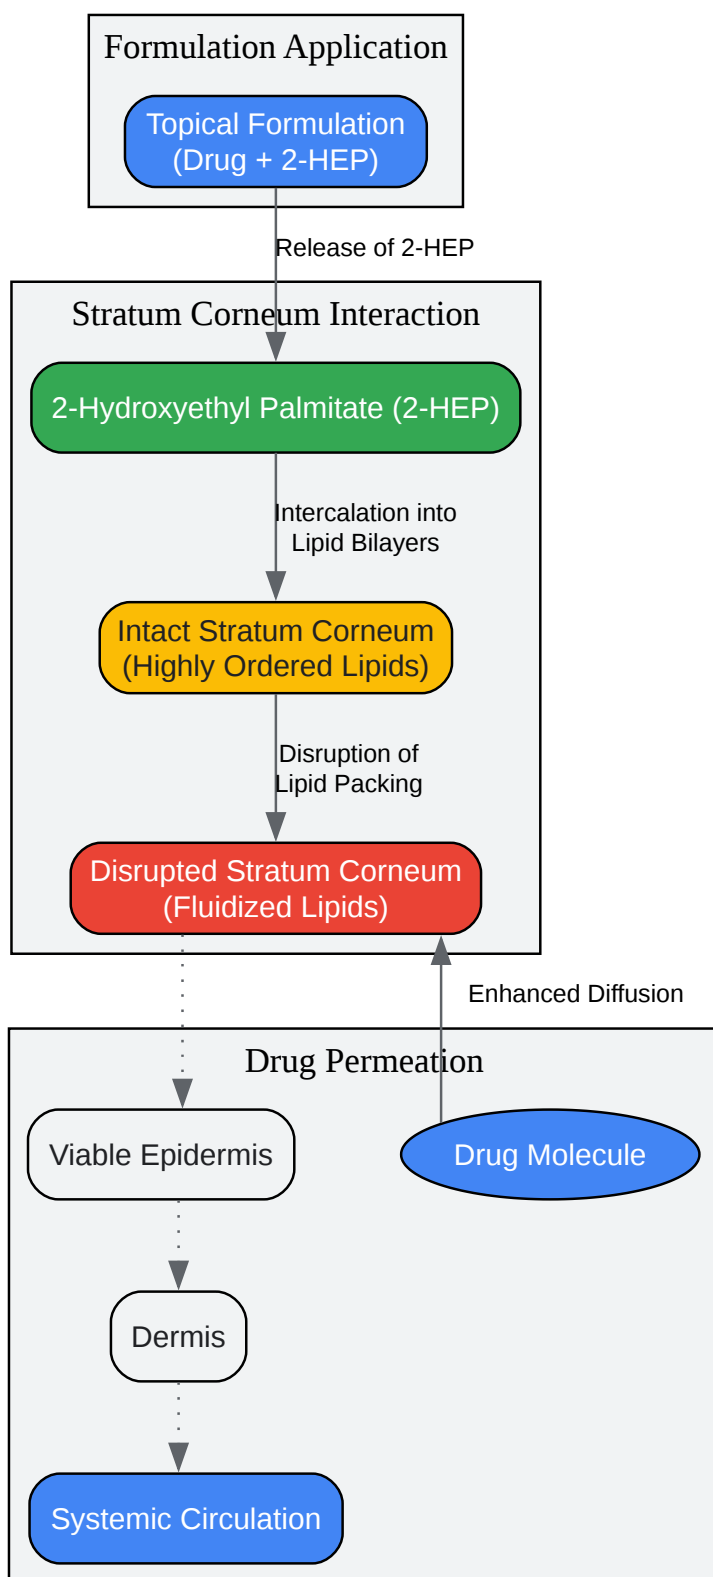 Formulation Application
Topical Formulation
(Drug + 2-HEP)
Release of 2-HEP
Stratum Corneum Interaction
2-Hydroxyethyl Palmitate (2-HEP)
Intercalation into
Lipid Bilayers
Intact Stratum Corneum
(Highly Ordered Lipids)
Disruption of
Lipid Packing
Disrupted Stratum Corneum
(Fluidized Lipids)
Enhanced Diffusion
Drug Permeation
Viable Epidermis
Drug Molecule
Dermis
Systemic Circulation